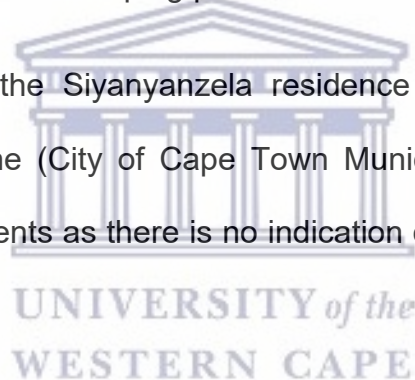 the Siyanyanzela residence
ne (City of Cape Town Munic
ents as there is no indication
UNIVERSITY of the
WESTERN CAPE